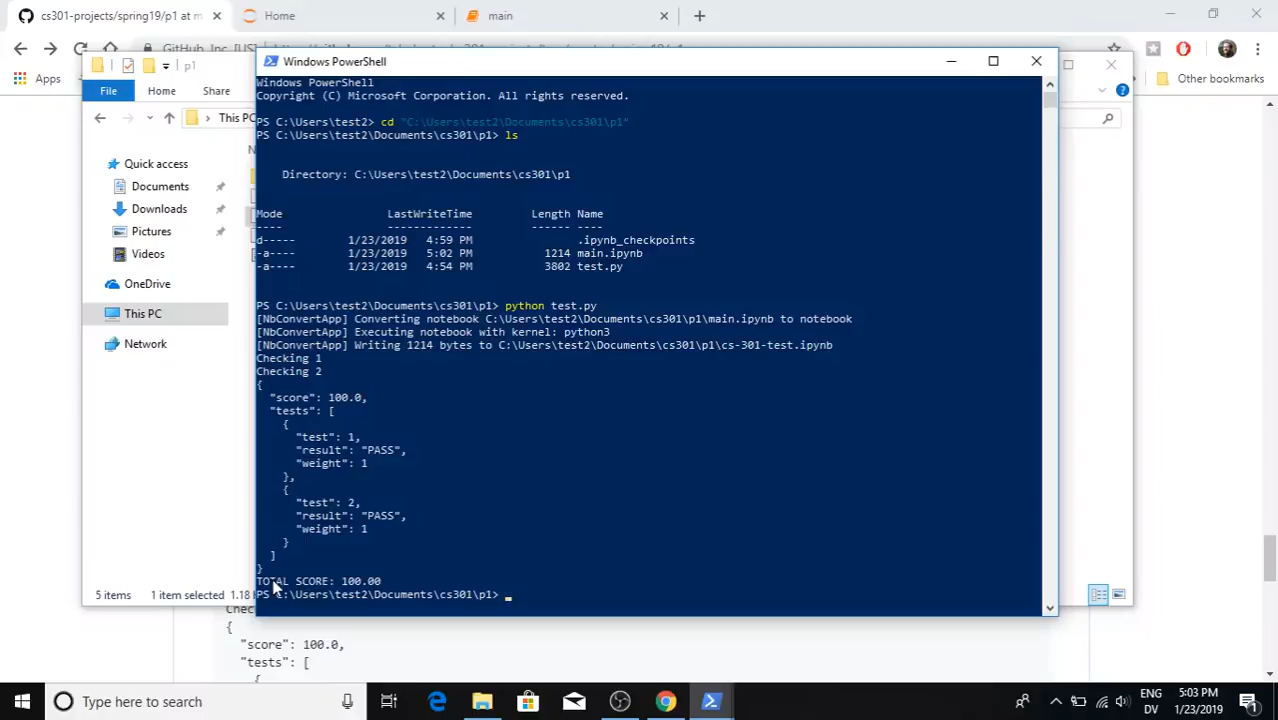 cs301-projects/spring19/p1 at m
Home
main
Apps
Other bookmarks
p1
File
Home
Share
This PC
Quick access
Documents
Downloads
Pictures
Videos
OneDrive
This PC
Network
5 items
1 item selected
Windows PowerShell
Windows PowerShell
Copyright (C) Microsoft Corporation. All rights reserved.
PS C:\Users\test2> cd "C:\Users\test2\Documents\cs301\p1"
PS C:\Users\test2\Documents\cs301\p1> ls
Directory: C:\Users\test2\Documents\cs301\p1
Mode LastWriteTime Length Name
---- ------------- ------ ----
d----- 1/23/2019 4:59 PM .ipynb_checkpoints
-a---- 1/23/2019 5:02 PM 1214 main.ipynb
-a---- 1/23/2019 4:54 PM 3802 test.py
PS C:\Users\test2\Documents\cs301\p1> python test.py
[NbConvertApp] Converting notebook C:\Users\test2\Documents\cs301\p1\main.ipynb to notebook
[NbConvertApp] Executing notebook with kernel: python3
[NbConvertApp] Writing 1214 bytes to C:\Users\test2\Documents\cs301\p1\cs-301-test.ipynb
Checking 1
Checking 2
{
"score": 100.0,
"tests": [
{
"test": 1,
"result": "PASS",
"weight": 1
},
{
"test": 2,
"result": "PASS",
"weight": 1
}
]
}
TOTAL SCORE: 100.00
PS C:\Users\test2\Documents\cs301\p1>
{
"score": 100.0,
"tests": [
Type here to search
ENG
DV
5:03 PM
1/23/2019
1